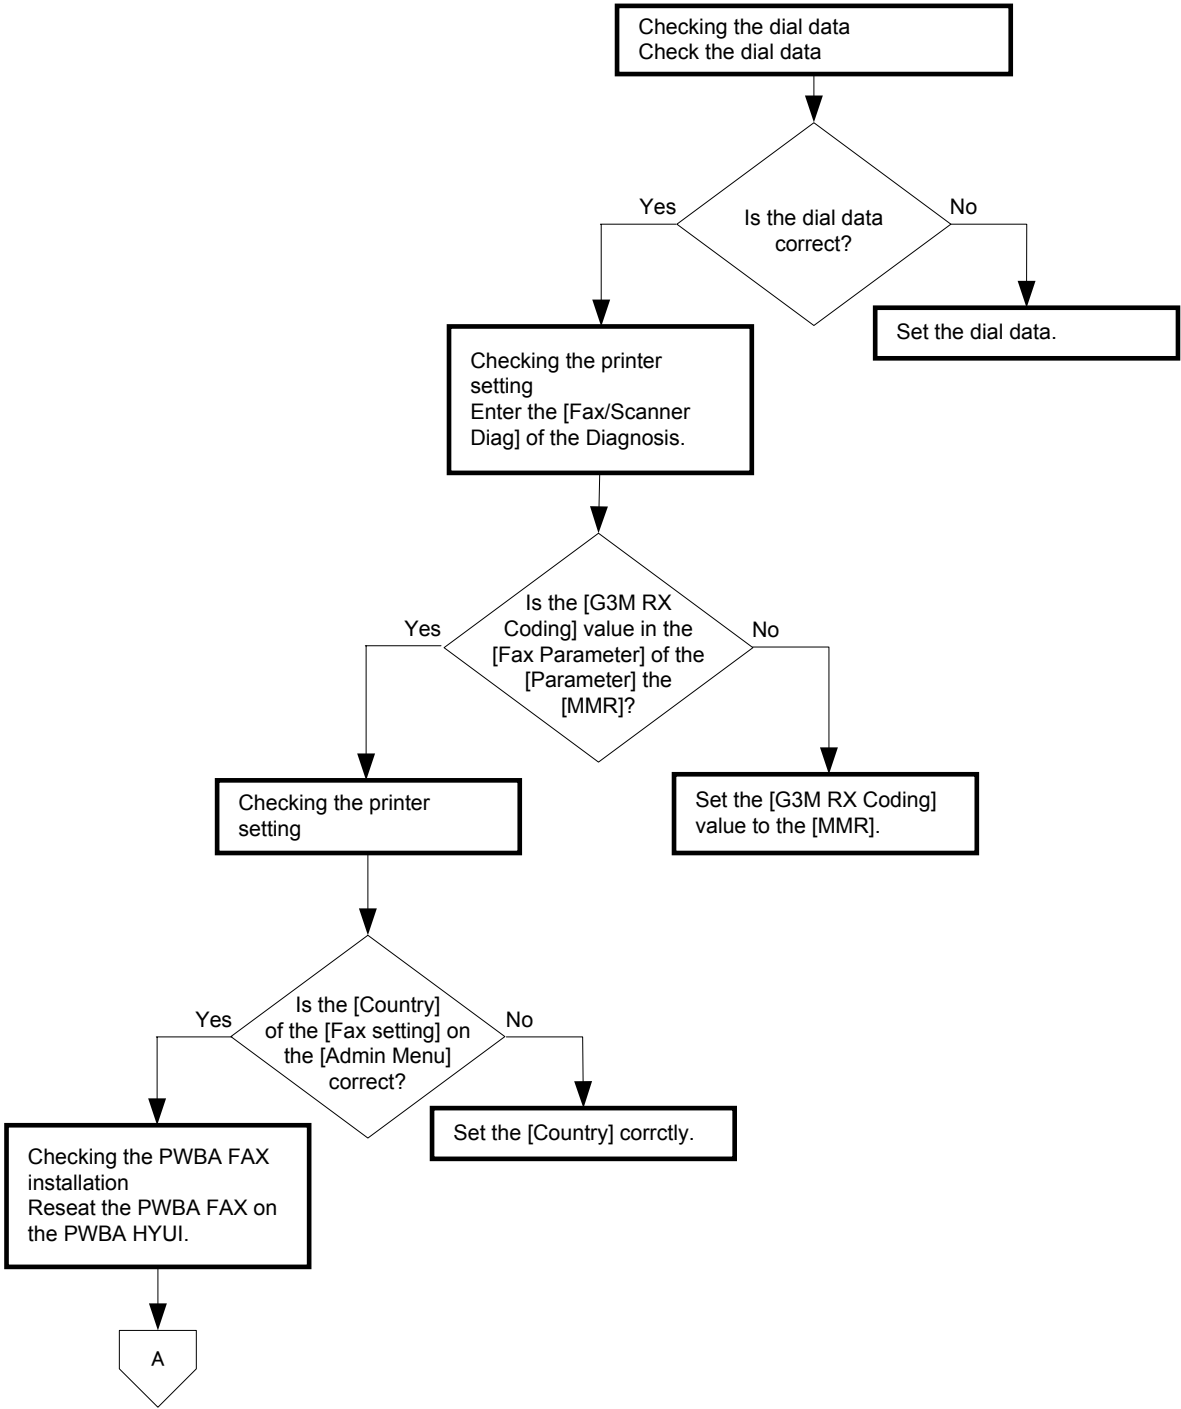 Checking the dial data
Check the dial data
Is the dial data
correct?
Yes
No
Set the dial data.
Checking the printer
setting
Enter the [Fax/Scanner
Diag] of the Diagnosis.
Is the [G3M RX
Coding] value in the
[Fax Parameter] of the
[Parameter] the
[MMR]?
Yes
No
Set the [G3M RX Coding]
value to the [MMR].
Checking the printer
setting
Is the [Country]
of the [Fax setting] on
the [Admin Menu]
correct?
Yes
No
Set the [Country] corrctly.
Checking the PWBA FAX
installation
Reseat the PWBA FAX on
the PWBA HYUI.
A